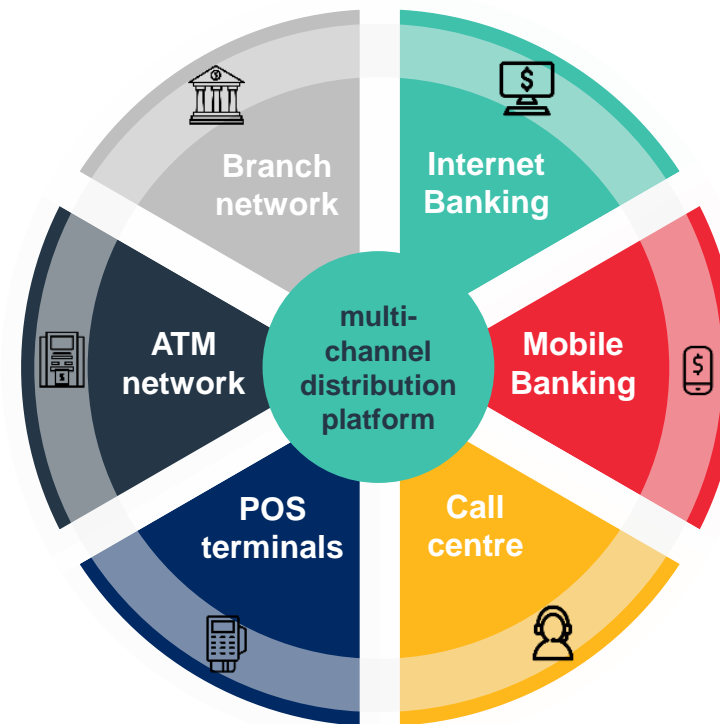 Branch
network
Internet
Banking
ATM
network
multi-
channel
distribution
platform
Mobile
Banking
POS
terminals
Call
centre